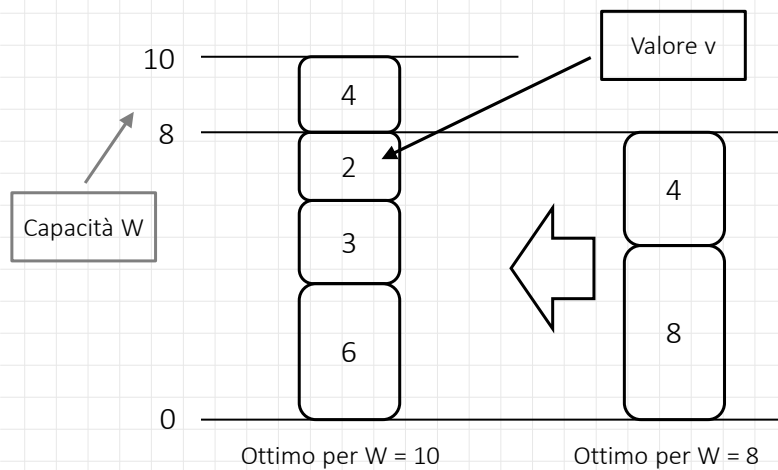 Valore v
10
4
8
2
4
Capacità W
3
8
6
0
Ottimo per W = 10
Ottimo per W = 8